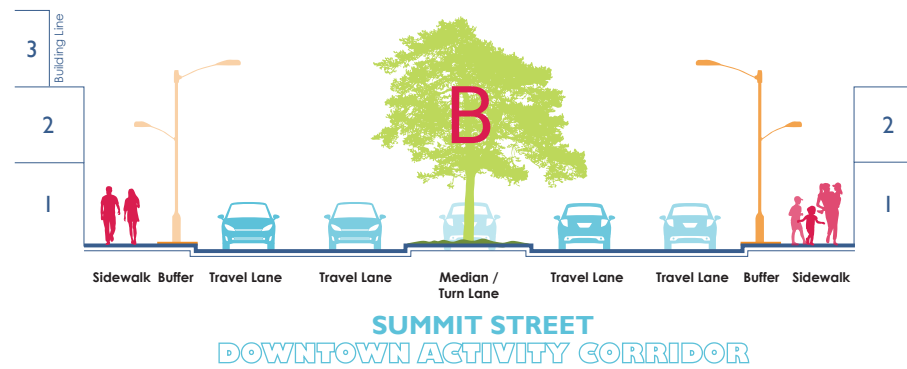 3
Building Line
2
1
B
2
1
Sidewalk Buffer Travel Lane Travel Lane Median / Turn Lane Travel Lane Travel Lane Buffer Sidewalk
SUMMIT STREET
DOWNTOWN ACTIVITY CORRIDOR